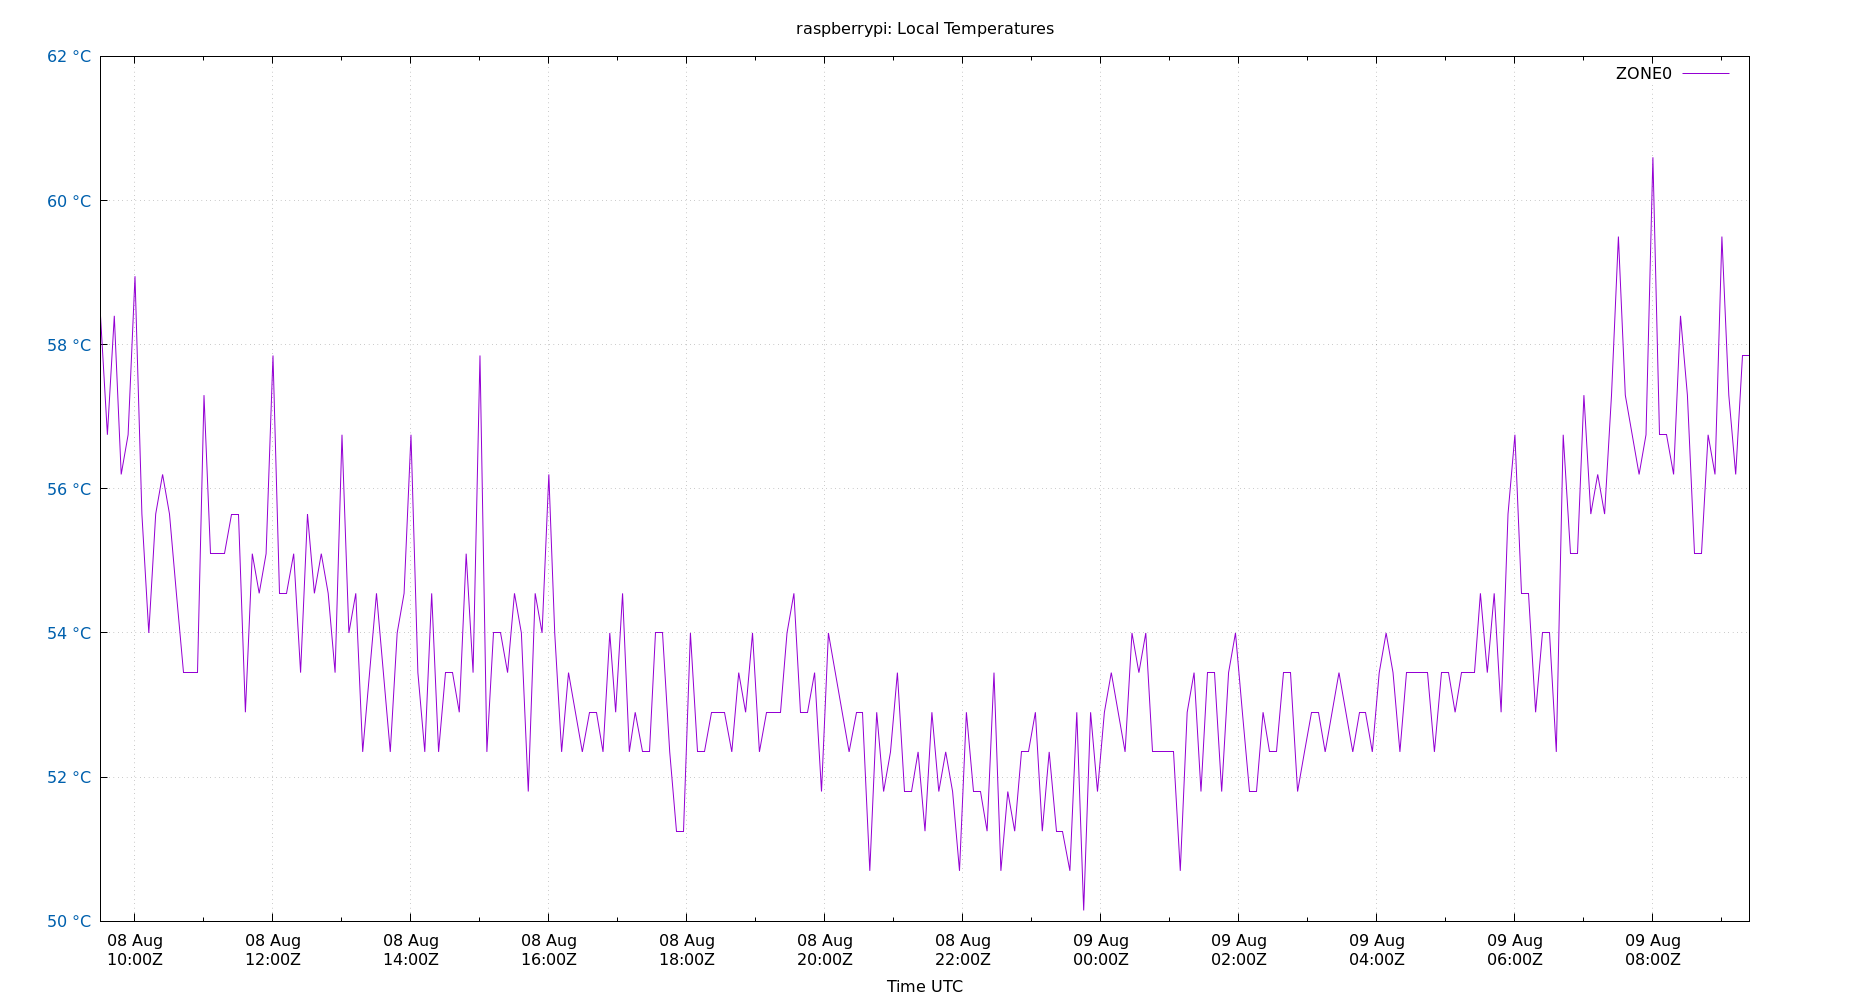 raspberrypi: Local Temperatures
62 °C
ZONE0
60 °C
58 °C
56 °C
54 °C
52 °C
50 °C
08 Aug 08 Aug 08 Aug 08 Aug 08 Aug 08 Aug 08 Aug 09 Aug 09 Aug 09 Aug 09 Aug 09 Aug
10:00Z 12:00Z 14:00Z 16:00Z 18:00Z 20:00Z 22:00Z 00:00Z 02:00Z 04:00Z 06:00Z 08:00Z
Time UTC